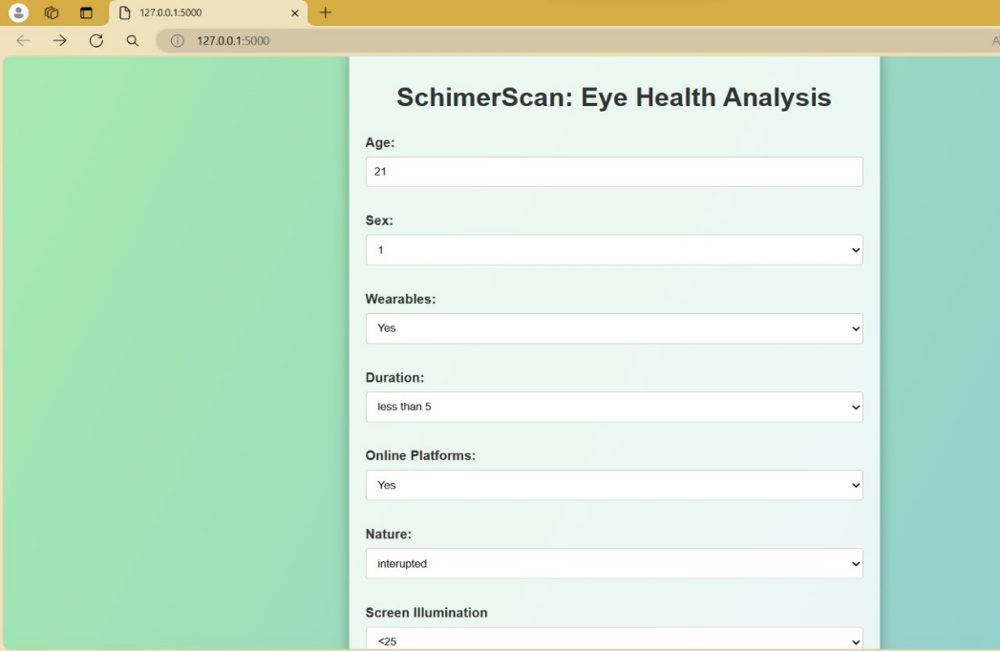 127.0.0.1:5000
127.0.0.1:5000
SchimerScan: Eye Health Analysis
Age:
21
Sex:
1
Wearables:
Yes
Duration:
less than 5
Online Platforms:
Yes
Nature:
interupted
Screen Illumination
<25